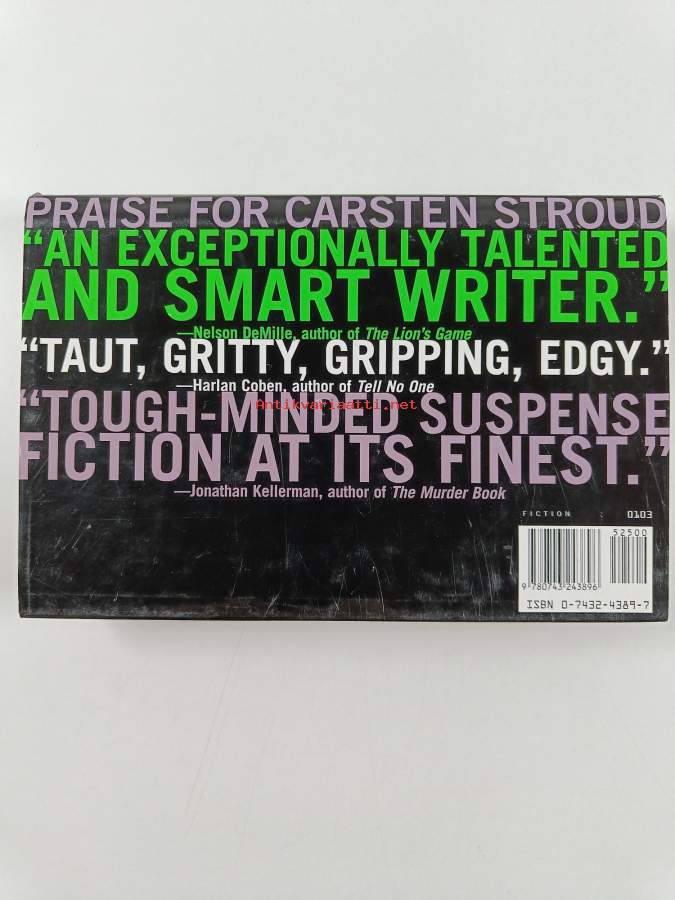 PRAISE FOR CARSTEN STROUD
“AN EXCEPTIONALLY TALENTED
AND SMART WRITER.”
—Nelson DeMille, author of The Lion's Game
“TAUT, GRITTY, GRIPPING, EDGY.”
—Harlan Coben, author of Tell No One
Antikvariaatti.net
“TOUGH-MINDED SUSPENSE
FICTION AT ITS FINEST.”
—Jonathan Kellerman, author of The Murder Book
FICTION : 0103
52500
9 780743 243896
ISBN 0-7432-4389-7